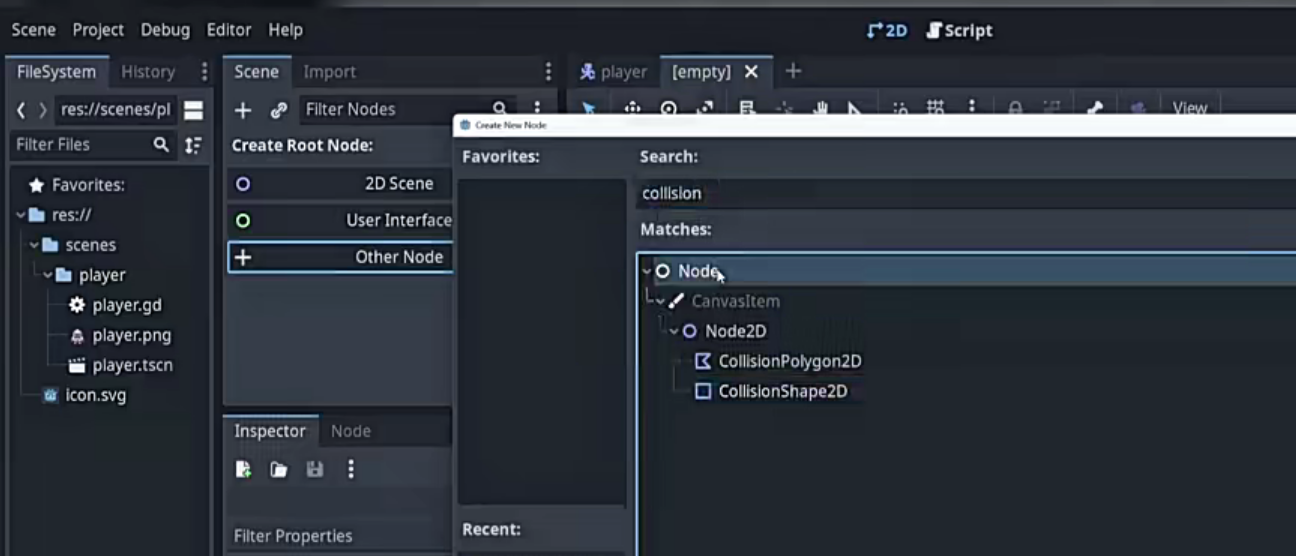 Scene Project Debug Editor Help
2D Script
FileSystem History
Scene Import
player [empty]
res://scenes/pl
Filter Nodes
View
Filter Files
Create Root Node:
2D Scene
User Interface
Other Node
Favorites:
res://
scenes
player
player.gd
player.png
player.tscn
icon.svg
Inspector Node
Filter Properties
Create New Node
Favorites:
Recent:
Search:
collision
Matches:
Node
CanvasItem
Node2D
CollisionPolygon2D
CollisionShape2D